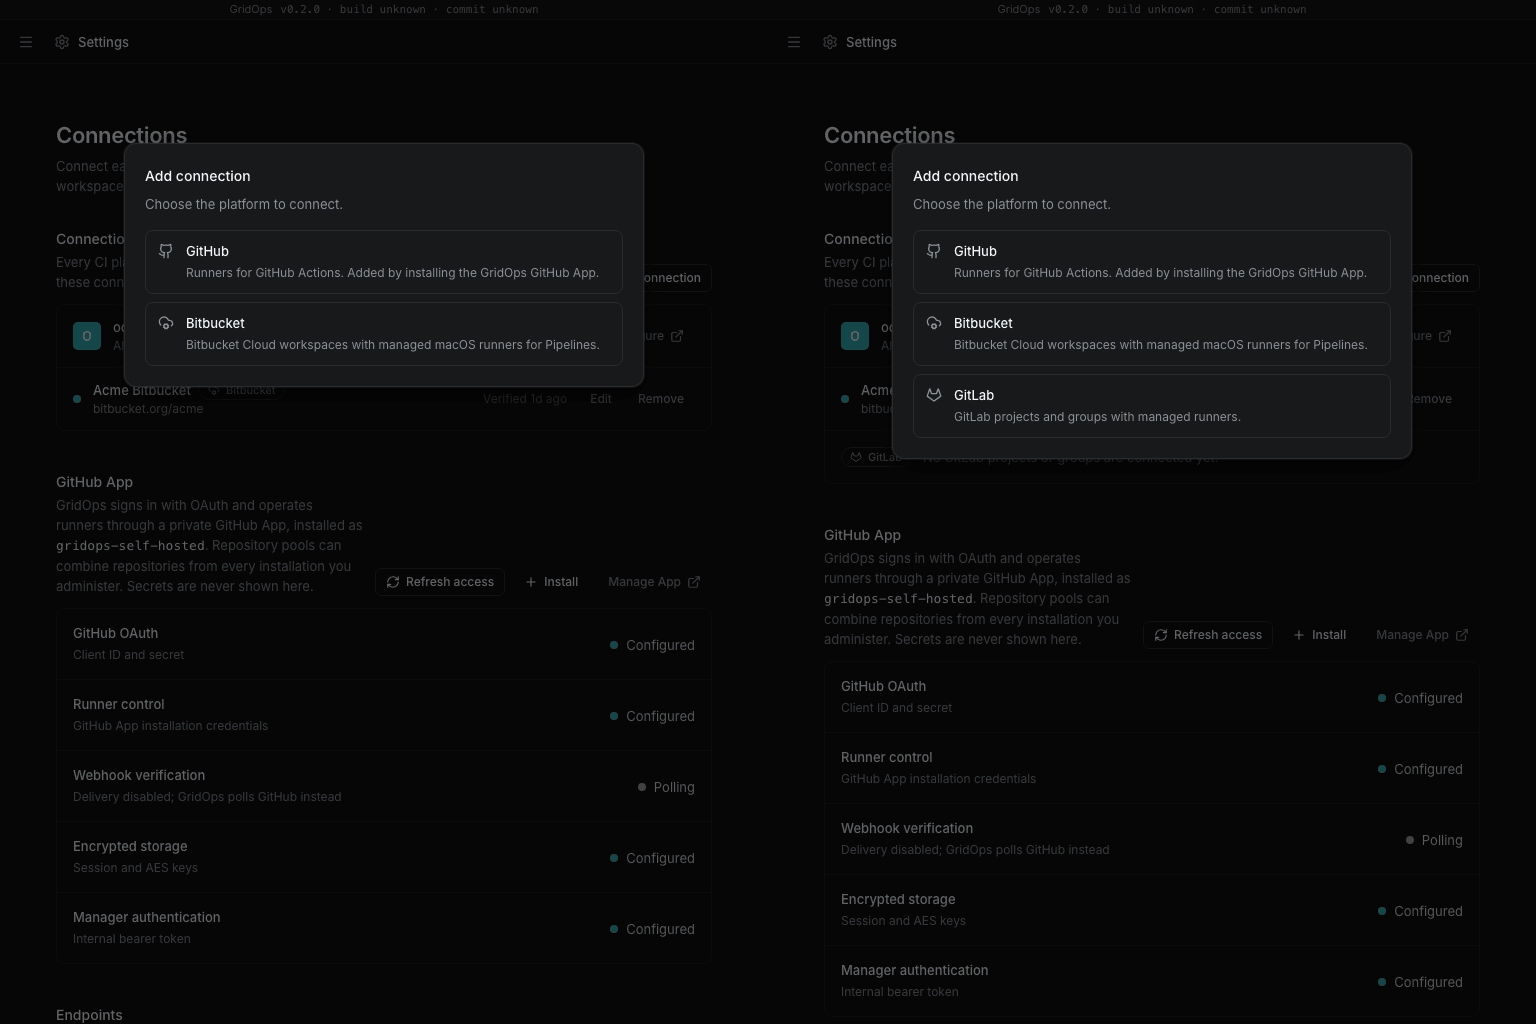 GridOps v0.2.0 · build unknown · commit unknown
Settings
Connections
Connect ea
workspace
Add connection
Choose the platform to connect.
GitHub
Runners for GitHub Actions. Added by installing the GridOps GitHub App.
Bitbucket
Bitbucket Cloud workspaces with managed macOS runners for Pipelines.
Connectio
Every CI pl
these conn
onnection
O
ure
Acme Bitbucket Bitbucket
bitbucket.org/acme
Verified 1d ago Edit Remove
GitHub App
GridOps signs in with OAuth and operates
runners through a private GitHub App, installed as
gridops-self-hosted. Repository pools can
combine repositories from every installation you
administer. Secrets are never shown here.
Refresh access Install Manage App
GitHub OAuth
Client ID and secret
Configured
Runner control
GitHub App installation credentials
Configured
Webhook verification
Delivery disabled; GridOps polls GitHub instead
Polling
Encrypted storage
Session and AES keys
Configured
Manager authentication
Internal bearer token
Configured
Endpoints
GridOps v0.2.0 · build unknown · commit unknown
Settings
Connections
Connect ea
workspace
Add connection
Choose the platform to connect.
GitHub
Runners for GitHub Actions. Added by installing the GridOps GitHub App.
Bitbucket
Bitbucket Cloud workspaces with managed macOS runners for Pipelines.
GitLab
GitLab projects and groups with managed runners.
Connectio
Every CI pl
these conn
onnection
O
ure
Acme
bitbu
emove
GitLab No GitLab projects or groups are connected yet.
GitHub App
GridOps signs in with OAuth and operates
runners through a private GitHub App, installed as
gridops-self-hosted. Repository pools can
combine repositories from every installation you
administer. Secrets are never shown here.
Refresh access Install Manage App
GitHub OAuth
Client ID and secret
Configured
Runner control
GitHub App installation credentials
Configured
Webhook verification
Delivery disabled; GridOps polls GitHub instead
Polling
Encrypted storage
Session and AES keys
Configured
Manager authentication
Internal bearer token
Configured